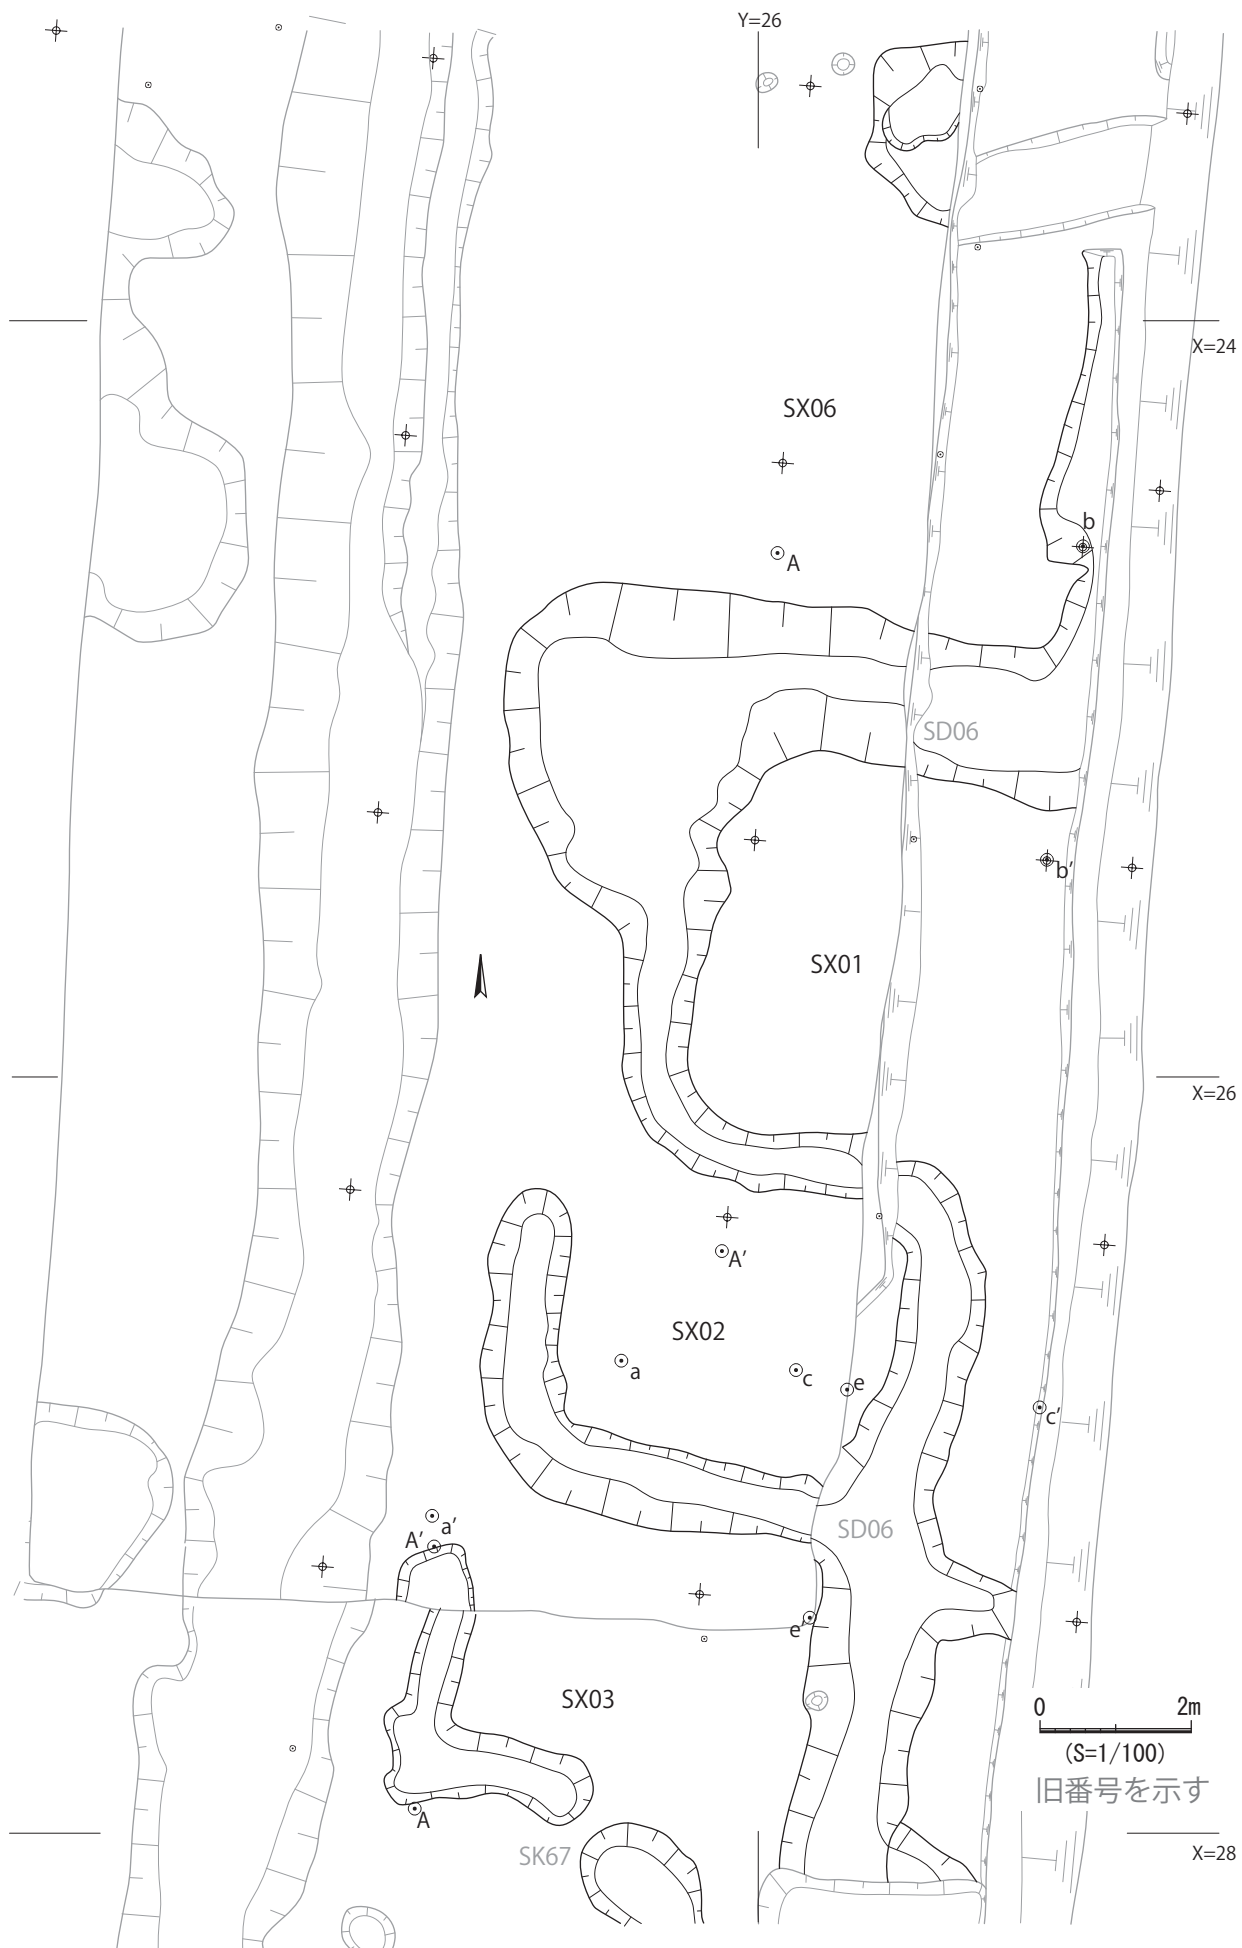 Y=26
X=24
SX06
b
A
SD06
b’
SX01
X=26
A’
SX02
a
c
e
c’
a’
A’
SD06
e’
SX03
0 2m
(S=1/100)
旧番号を示す
A
SK67
X=28